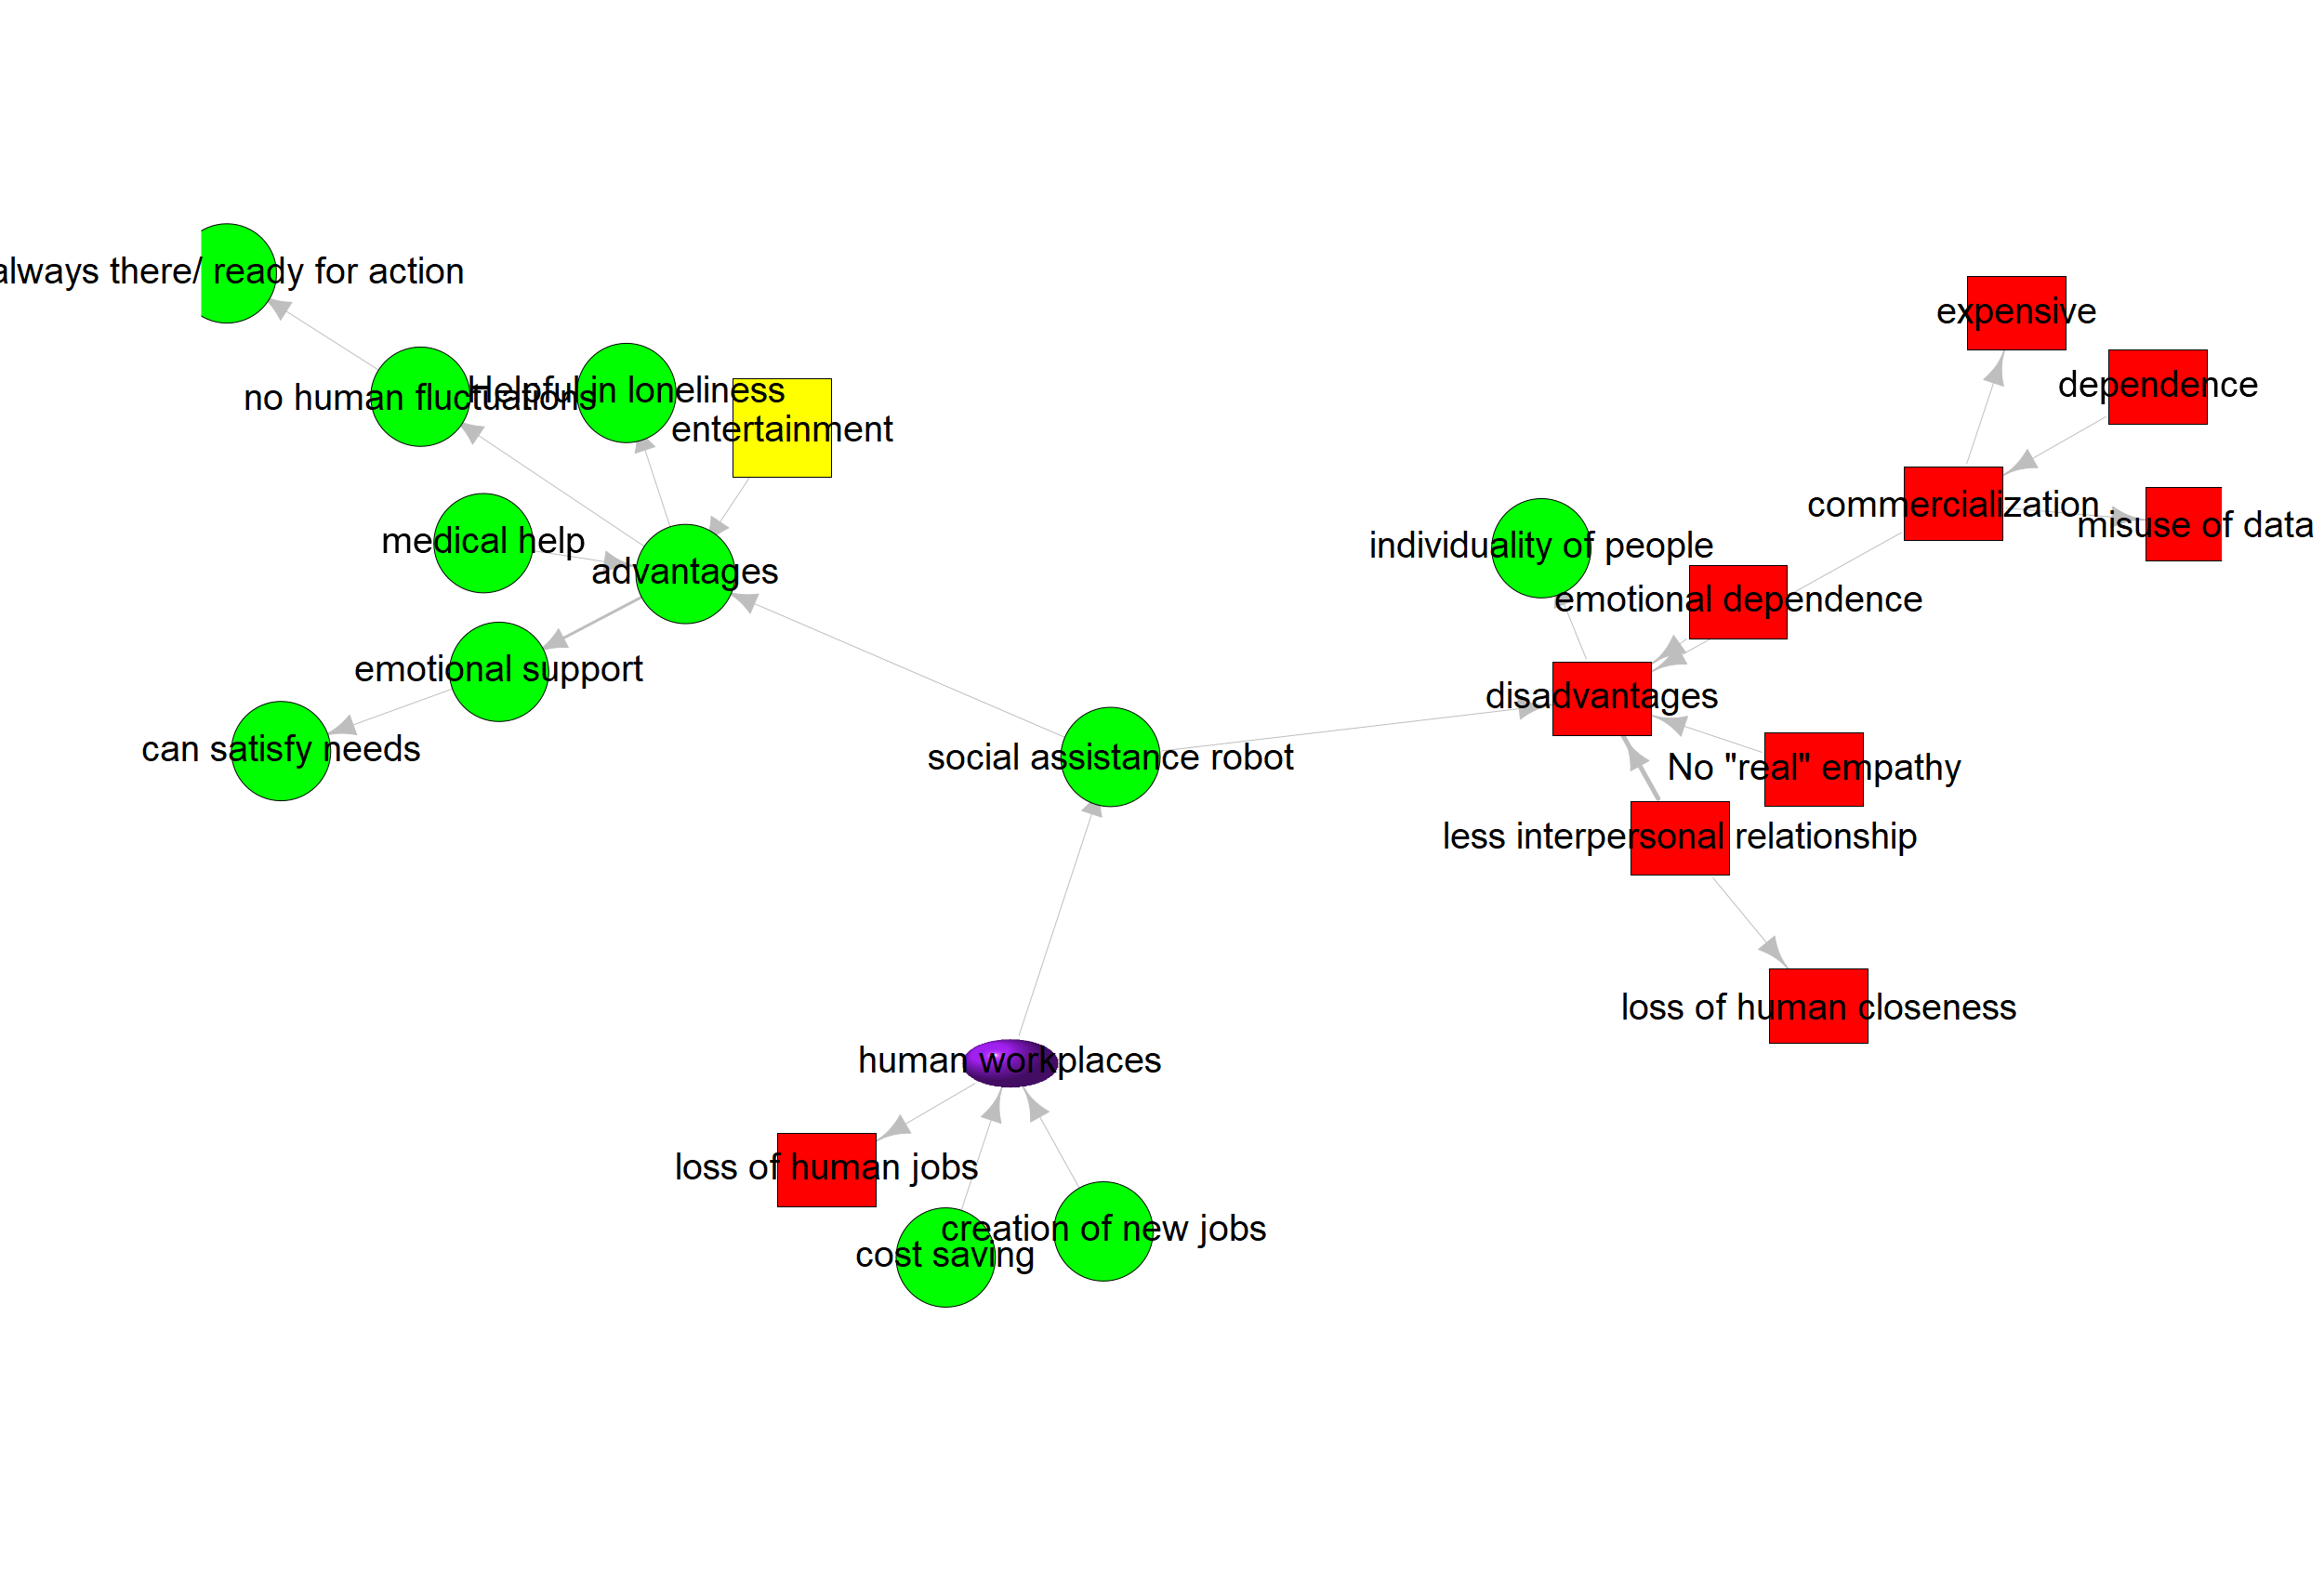 always there/ ready for action
no human fluctuations
Helpful in loneliness
entertainment
medical help
advantages
emotional support
can satisfy needs
social assistance robot
expensive
dependence
commercialization
misuse of data
individuality of people
emotional dependence
disadvantages
No "real" empathy
less interpersonal relationship
loss of human closeness
human workplaces
loss of human jobs
creation of new jobs
cost saving